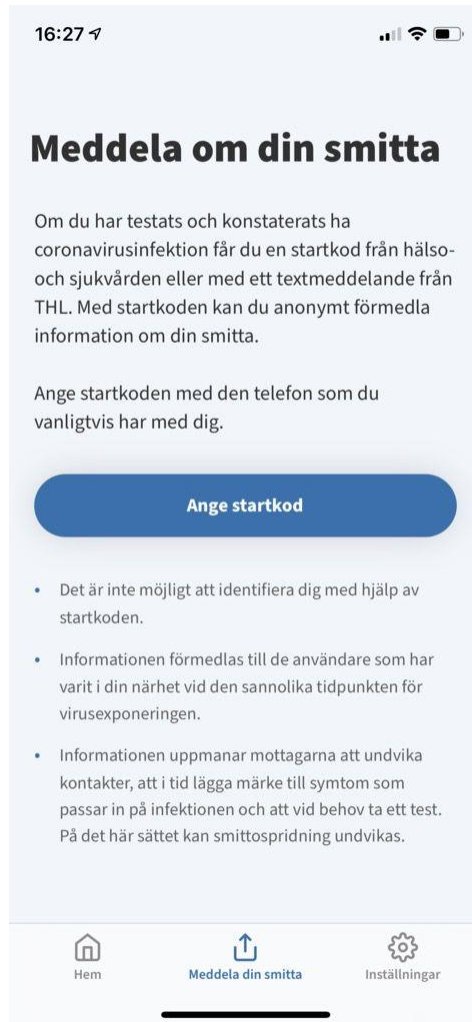 16:27
Meddela om din smitta
Om du har testats och konstaterats ha
coronavirusinfektion får du en startkod från hälso-
och sjukvården eller med ett textmeddelande från
THL. Med startkoden kan du anonymt förmedla
information om din smitta.
Ange startkoden med den telefon som du
vanligtvis har med dig.
Ange startkod
• Det är inte möjligt att identifiera dig med hjälp av
startkoden.
• Informationen förmedlas till de användare som har
varit i din närhet vid den sannolika tidpunkten för
virusexponeringen.
• Informationen uppmanar mottagarna att undvika
kontakter, att i tid lägga märke till symtom som
passar in på infektionen och att vid behov ta ett test.
På det här sättet kan smittospridning undvikas.
Hem
Meddela din smitta
Inställningar